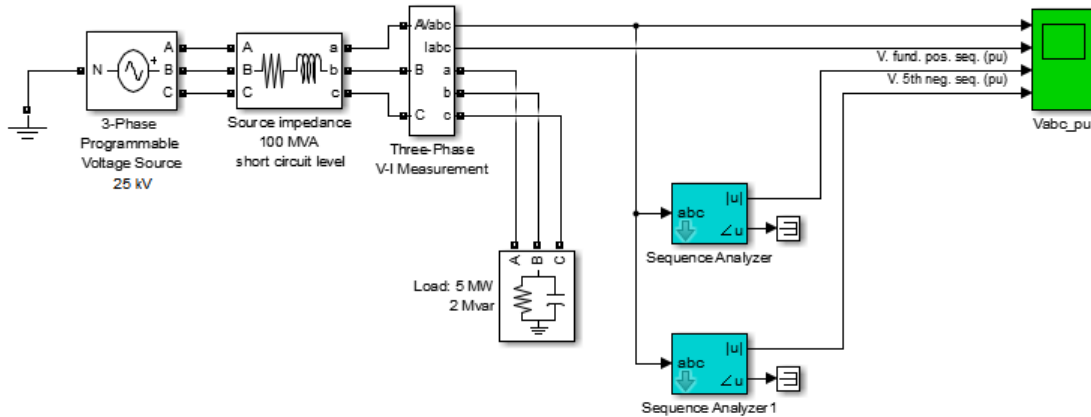 N
A
B
C
3-Phase
Programmable
Voltage Source
25 kV
A
B
C
a
b
c
Source impedance
100 MVA
short circuit level
A
B
C
Vabc
Iabc
a
b
c
Three-Phase
V-I Measurement
V. fund. pos. seq. (pu)
V. 5th neg. seq. (pu)
Vabc_pu
A
B
C
Load: 5 MW
2 Mvar
abc
|u|
∠u
Sequence Analyzer
abc
|u|
∠u
Sequence Analyzer1